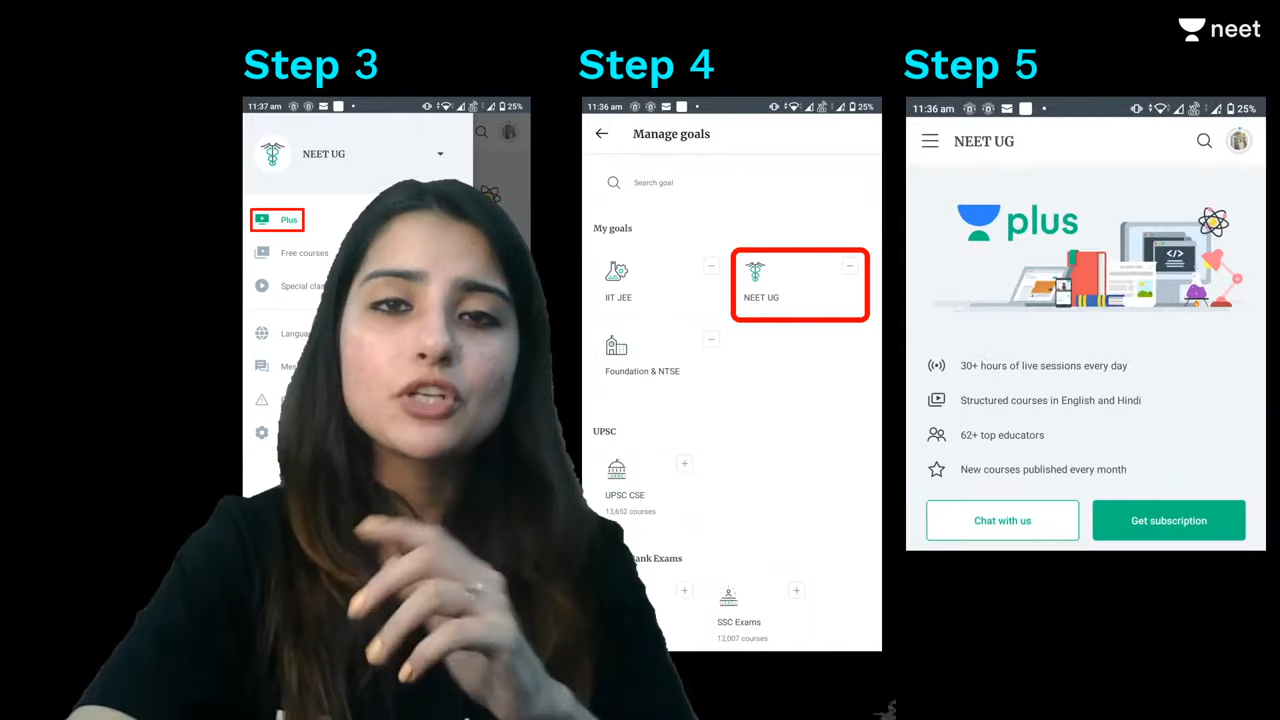 neet
Step 3
11:37 am
25%
NEET UG
Plus
Free courses
Special
Step 4
11:36 am
25%
Manage goals
Search goal
My goals
IIT JEE
NEET UG
Foundation & NTSE
UPSC
UPSC CSE
13,652 courses
Exams
SSC Exams
12,007 courses
Step 5
11:36 am
25%
NEET UG
plus
30+ hours of live sessions every day
Structured courses in English and Hindi
62+ top educators
New courses published every month
Chat with us
Get subscription